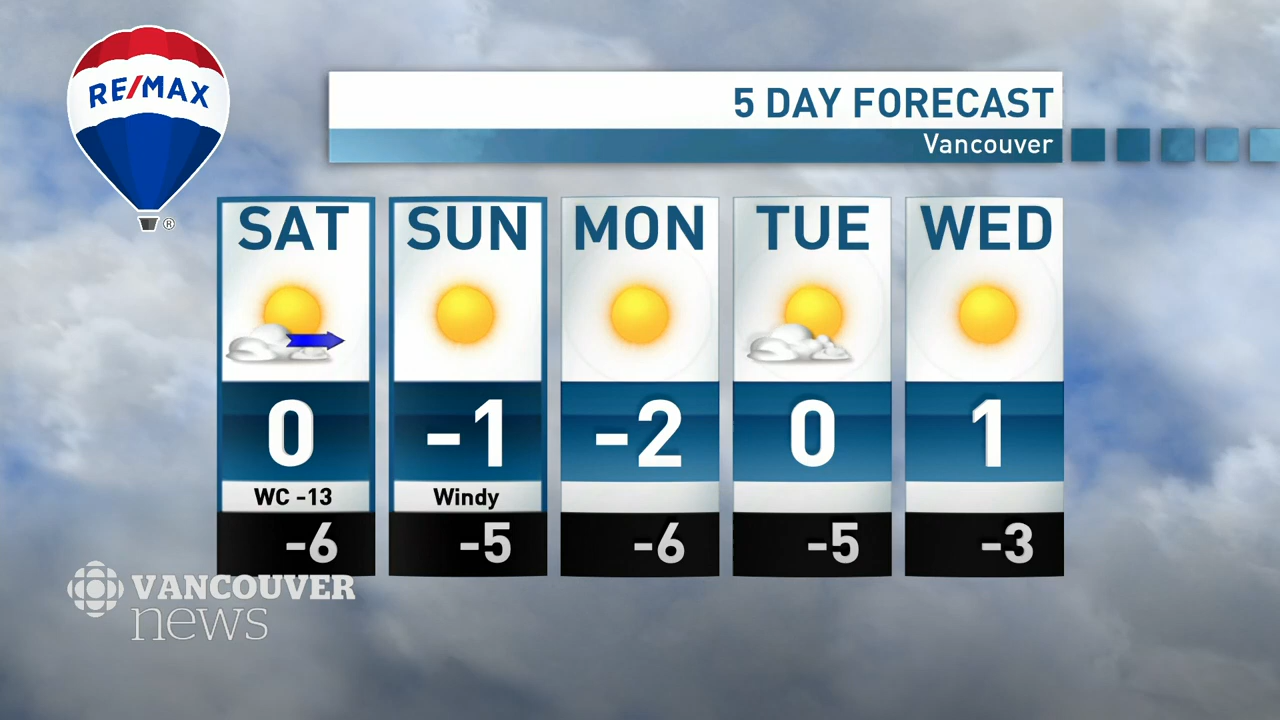 RE/MAX
®
5 DAY FORECAST
Vancouver
SAT SUN MON TUE WED
0 -1 -2 0 1
WC -13 Windy
-6 -5 -6 -5 -3
VANCOUVER
news